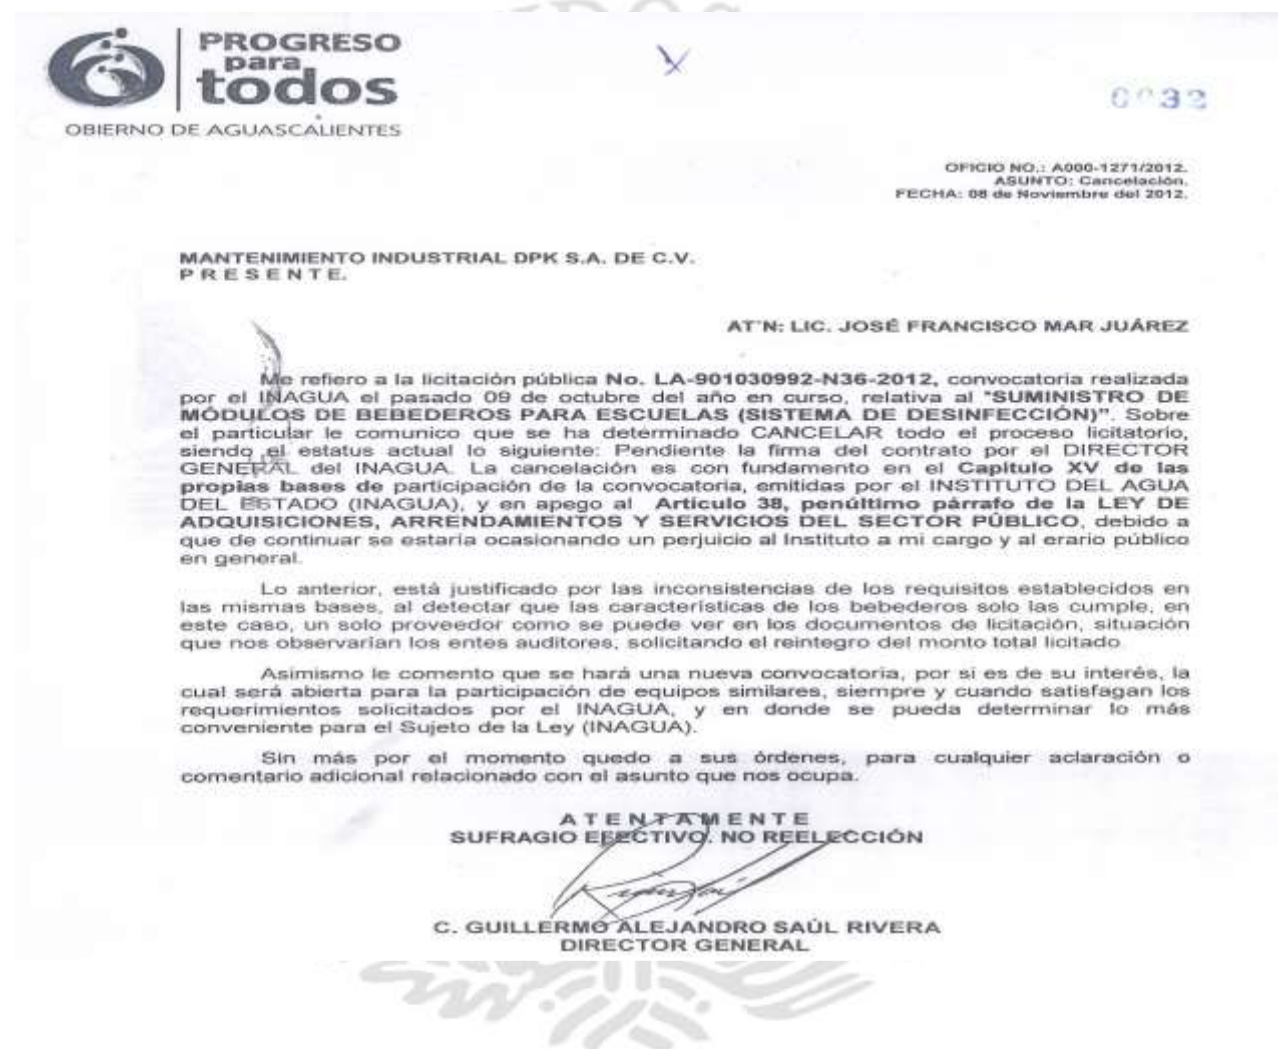 PROGRESO
para
todos
OBIERNO DE AGUASCALIENTES
0032
OFICIO NO.: A000-1271/2012.
ASUNTO: Cancelación.
FECHA: 08 de Noviembre del 2012.
MANTENIMIENTO INDUSTRIAL DPK S.A. DE C.V.
P R E S E N T E.
AT'N: LIC. JOSÉ FRANCISCO MAR JUÁREZ
Me refiero a la licitación pública No. LA-901030992-N36-2012, convocatoria realizada
por el INAGUA el pasado 09 de octubre del año en curso, relativa al "SUMINISTRO DE
MÓDULOS DE BEBEDEROS PARA ESCUELAS (SISTEMA DE DESINFECCIÓN)". Sobre
el particular le comunico que se ha determinado CANCELAR todo el proceso licitatorio,
siendo el estatus actual lo siguiente: Pendiente la firma del contrato por el DIRECTOR
GENERAL del INAGUA. La cancelación es con fundamento en el Capitulo XV de las
propias bases de participación de la convocatoria, emitidas por el INSTITUTO DEL AGUA
DEL ESTADO (INAGUA), y en apego al Artículo 38, penúltimo párrafo de la LEY DE
ADQUISICIONES, ARRENDAMIENTOS Y SERVICIOS DEL SECTOR PÚBLICO, debido a
que de continuar se estaría ocasionando un perjuicio al Instituto a mi cargo y al erario público
en general.
Lo anterior, está justificado por las inconsistencias de los requisitos establecidos en
las mismas bases, al detectar que las características de los bebederos solo las cumple, en
este caso, un solo proveedor como se puede ver en los documentos de licitación, situación
que nos observarían los entes auditores, solicitando el reintegro del monto total licitado.
Asimismo le comento que se hará una nueva convocatoria, por si es de su interés, la
cual será abierta para la participación de equipos similares, siempre y cuando satisfagan los
requerimientos solicitados por el INAGUA, y en donde se pueda determinar lo más
conveniente para el Sujeto de la Ley (INAGUA).
Sin más por el momento quedo a sus órdenes, para cualquier aclaración o
comentario adicional relacionado con el asunto que nos ocupa.
A T E N T A M E N T E
SUFRAGIO EFECTIVO. NO REELECCIÓN
C. GUILLERMO ALEJANDRO SAÚL RIVERA
DIRECTOR GENERAL